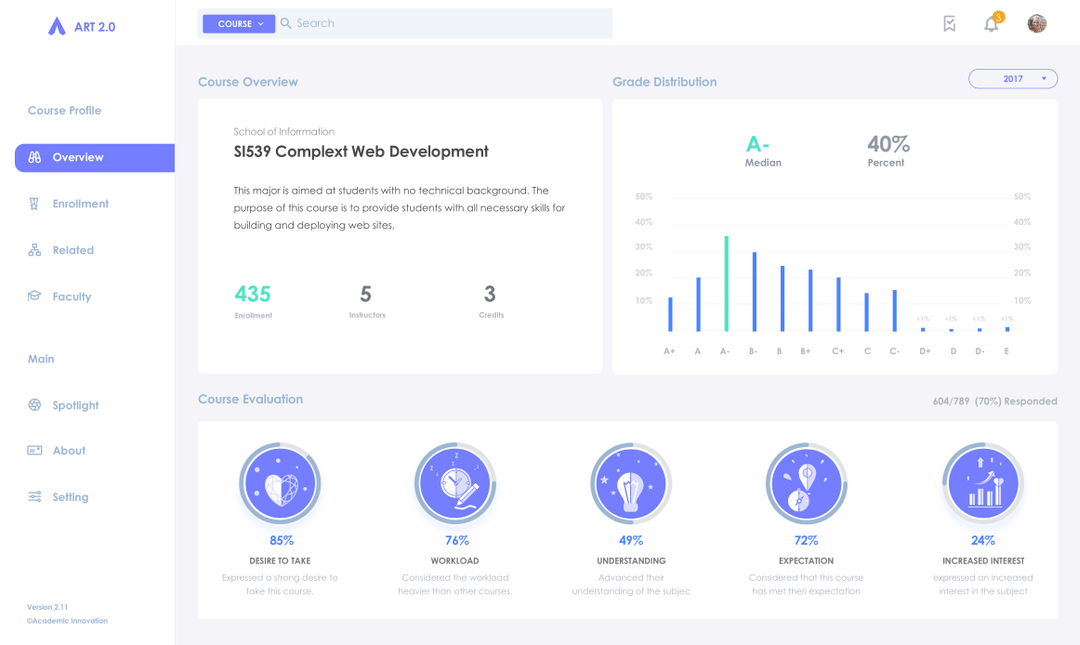 ART 2.0
COURSE
Search
3
Course Profile
Overview
Enrollment
Related
Faculty
Main
Spotlight
About
Setting
Version 2.11
©Academic Innovation
Course Overview
School of Inforrmation
SI539 Complext Web Development
This major is aimed at students with no technical background. The
purpose of this course is to provide students with all necessary skills for
building and deploying web sites,
435
Enrollment
5
Instructors
3
Credits
Grade Distribution
2017
A-
Median
40%
Percent
50% 50%
40% 40%
30% 30%
20% 20%
10% 10%
<1% <1% <1% <1%
A+ A A- B- B B+ C+ C C- D+ D D- E
Course Evaluation
604/789 (70%) Responded
85%
DESIRE TO TAKE
Expressed a strong desire to
take this course.
76%
WORKLOAD
Considered the workload
heavier than other courses.
49%
UNDERSTANDING
Advanced their
understanding of the subjec
72%
EXPECTATION
Considered that this course
has met theri expectation
24%
INCREASED INTEREST
expressed an increased
interest in the subject